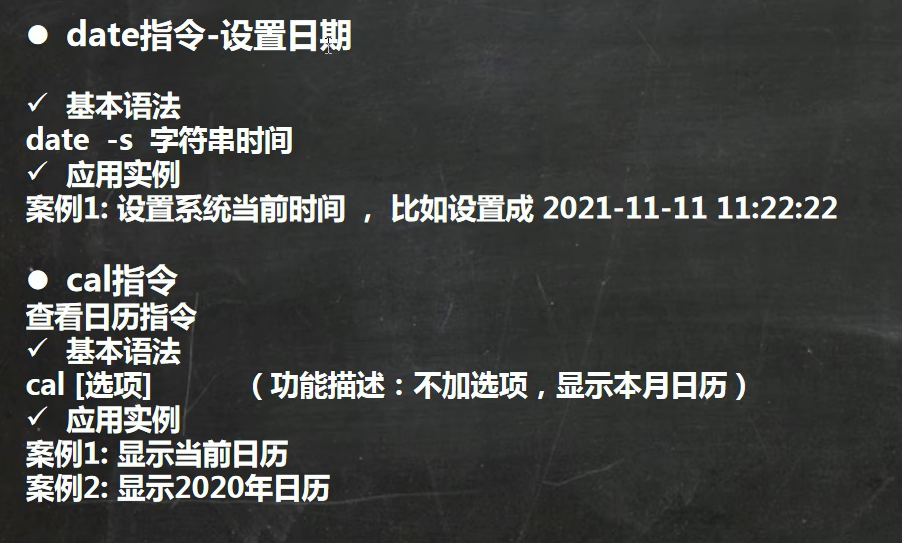 ● date指令-设置日期
✓ 基本语法
date -s 字符串时间
✓ 应用实例
案例1: 设置系统当前时间 ， 比如设置成 2021-11-11 11:22:22
● cal指令
查看日历指令
✓ 基本语法
cal [选项] （功能描述：不加选项，显示本月日历）
✓ 应用实例
案例1: 显示当前日历
案例2: 显示2020年日历